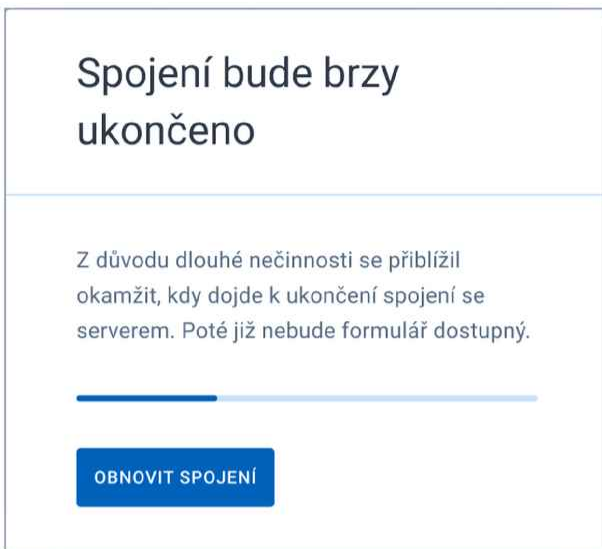 Spojení bude brzy
ukončeno
Z důvodu dlouhé nečinnosti se přiblížil
okamžit, kdy dojde k ukončení spojení se
serverem. Poté již nebude formulář dostupný.
OBNOVIT SPOJENÍ